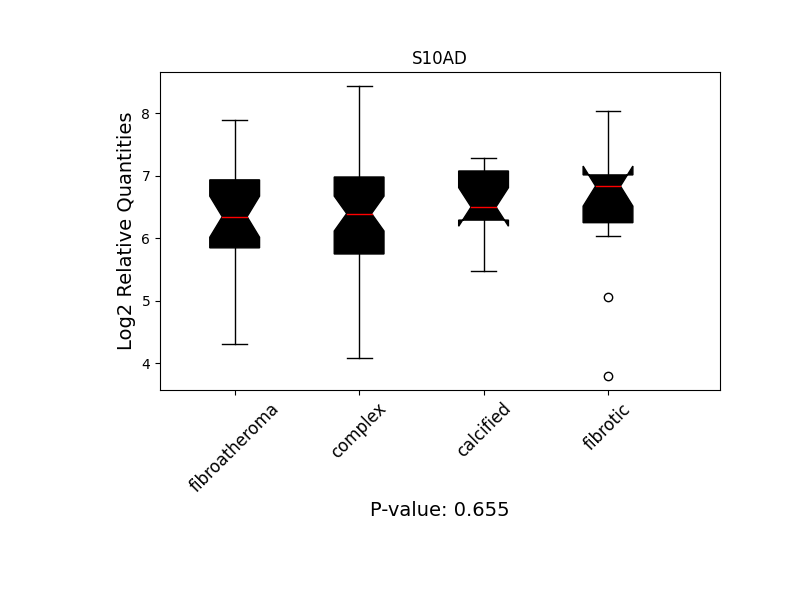 S10AD
Log2 Relative Quantities
8
7
6
5
4
fibroatheroma
complex
calcified
fibrotic
P-value: 0.655